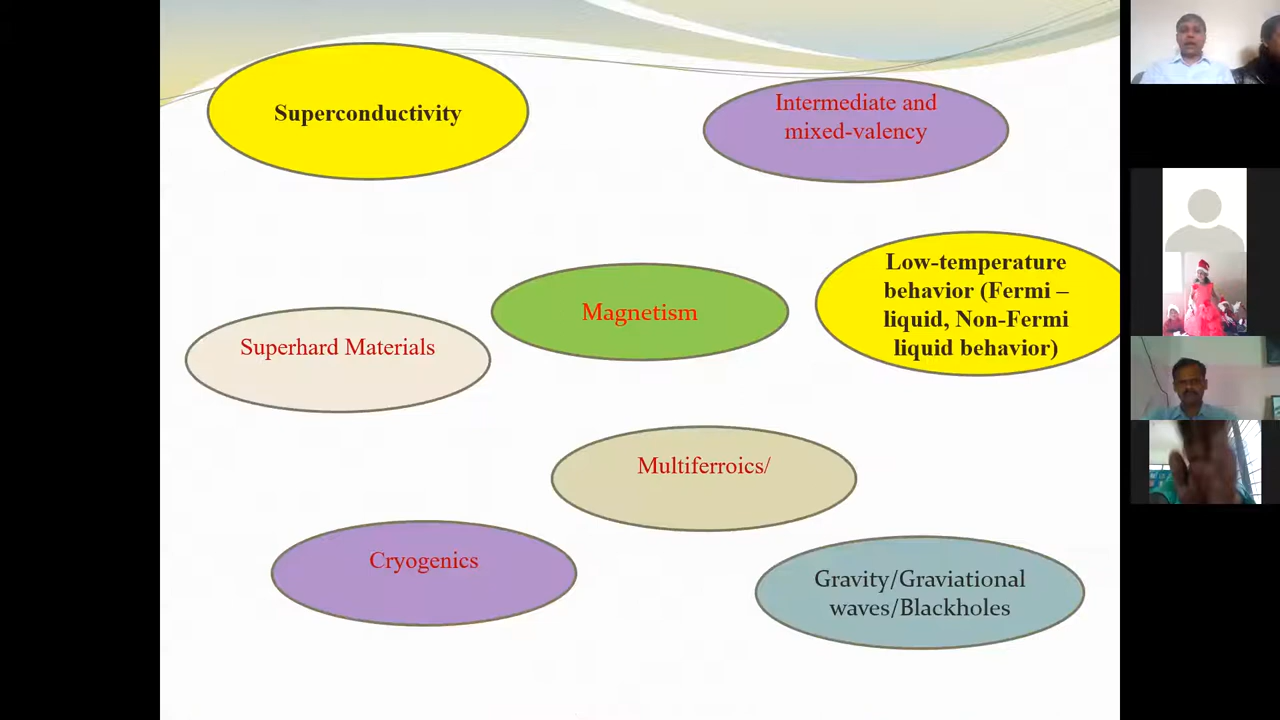 Superconductivity
Intermediate and
mixed-valency
Low-temperature
behavior (Fermi –
liquid, Non-Fermi
liquid behavior)
Magnetism
Superhard Materials
Multiferroics/
Cryogenics
Gravity/Graviational
waves/Blackholes